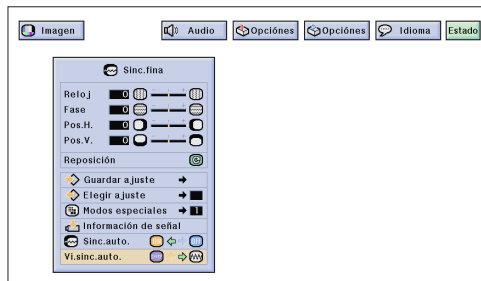 Imagen Audio Opciónes Opciónes Idioma Estado
Sinc.fina
Reloj 0
Fase 0
Pos.H. 0
Pos.V. 0
Reposición
Guardar ajuste
Elegir ajuste
Modos especiales 1
Información de señal
Sinc.auto.
Vi.sinc.auto.